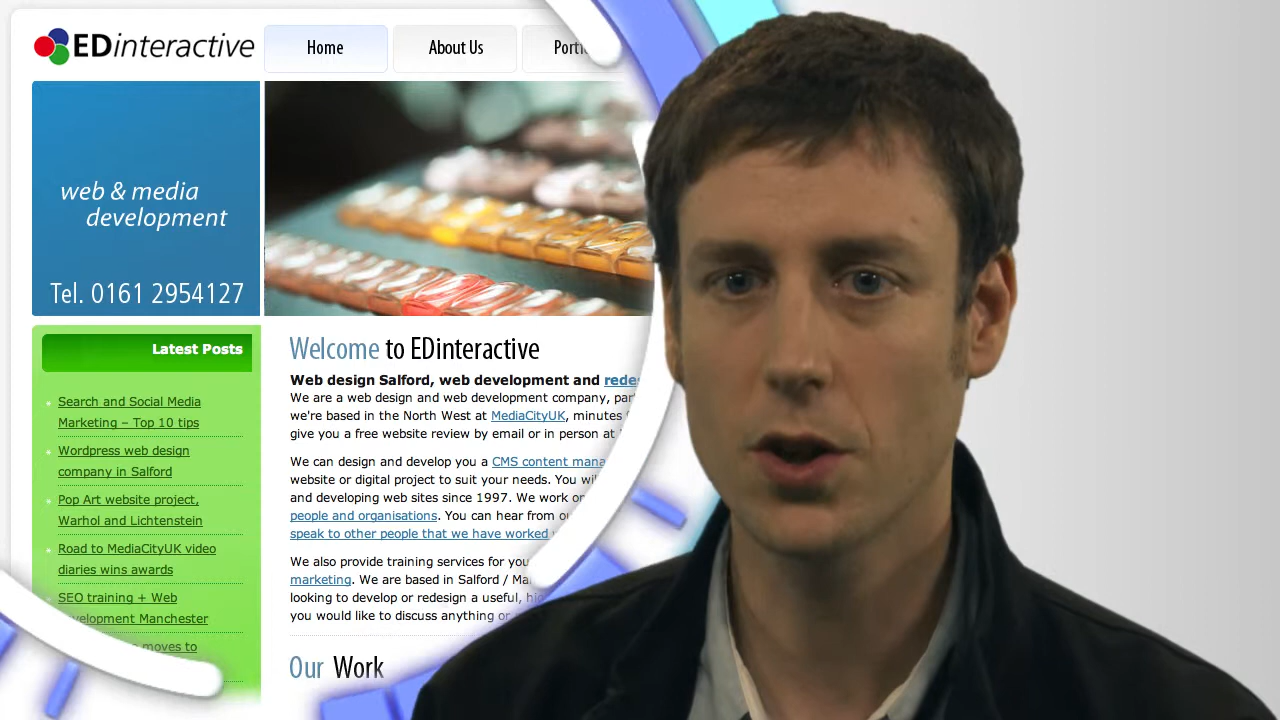 EDinteractive
Home
About Us
web & media
development
Tel. 0161 2954127
Latest Posts
Search and Social Media
Marketing – Top 10 tips
Wordpress web design
company in Salford
Pop Art website project,
Warhol and Lichtenstein
Road to MediaCityUK video
diaries wins awards
SEO training + Web
Manchester
moves to
Welcome to EDinteractive
Web design Salford, web development and
We are a web design and web development company,
we're based in the North West at MediaCityUK, minutes
give you a free website review by email or in person at
We can design and develop you a CMS content
website or digital project to suit your needs. You
and developing web sites since 1997. We work
people and organisations. You can hear from
speak to other people that we have worked
We also provide training services for
marketing. We are based in Salford /
looking to develop or redesign a useful,
you would like to discuss anything
Our Work